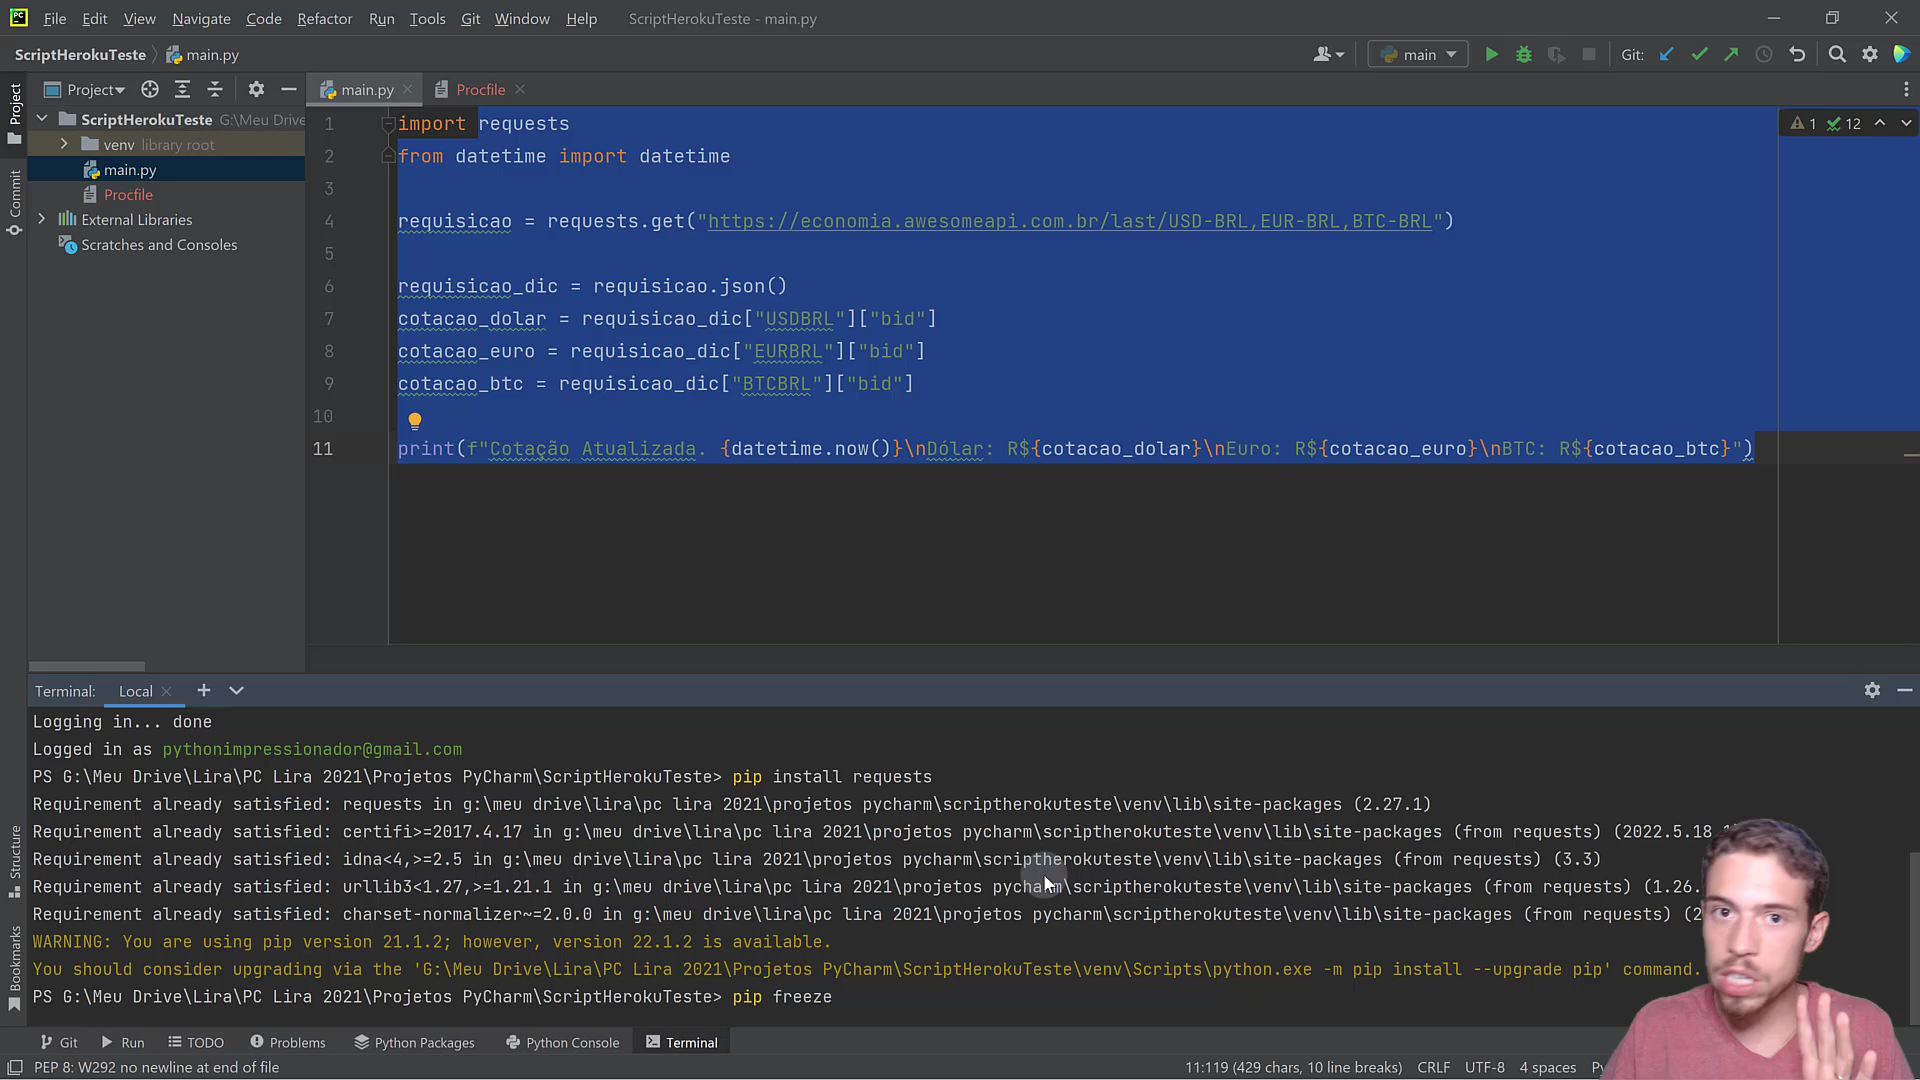 PC File Edit View Navigate Code Refactor Run Tools Git Window Help ScriptHerokuTeste - main.py
ScriptHerokuTeste main.py main Git:
Project main.py Procfile
ScriptHerokuTeste G:\Meu Drive
venv library root
main.py
Procfile
External Libraries
Scratches and Consoles
Project
Commit
Structure
Bookmarks
1 import requests
2 from datetime import datetime
3
4 requisicao = requests.get("https://economia.awesomeapi.com.br/last/USD-BRL,EUR-BRL,BTC-BRL")
5
6 requisicao_dic = requisicao.json()
7 cotacao_dolar = requisicao_dic["USDBRL"]["bid"]
8 cotacao_euro = requisicao_dic["EURBRL"]["bid"]
9 cotacao_btc = requisicao_dic["BTCBRL"]["bid"]
10
11 print(f"Cotação Atualizada. {datetime.now()}\nDólar: R${cotacao_dolar}\nEuro: R${cotacao_euro}\nBTC: R${cotacao_btc}")
1 12
Terminal: Local
Logging in... done
Logged in as pythonimpressionador@gmail.com
PS G:\Meu Drive\Lira\PC Lira 2021\Projetos PyCharm\ScriptHerokuTeste> pip install requests
Requirement already satisfied: requests in g:\meu drive\lira\pc lira 2021\projetos pycharm\scriptherokuteste\venv\lib\site-packages (2.27.1)
Requirement already satisfied: certifi>=2017.4.17 in g:\meu drive\lira\pc lira 2021\projetos pycharm\scriptherokuteste\venv\lib\site-packages (from requests) (2022.5.18.1)
Requirement already satisfied: idna<4,>=2.5 in g:\meu drive\lira\pc lira 2021\projetos pycharm\scriptherokuteste\venv\lib\site-packages (from requests) (3.3)
Requirement already satisfied: urllib3<1.27,>=1.21.1 in g:\meu drive\lira\pc lira 2021\projetos pycharm\scriptherokuteste\venv\lib\site-packages (from requests) (1.26.
Requirement already satisfied: charset-normalizer~=2.0.0 in g:\meu drive\lira\pc lira 2021\projetos pycharm\scriptherokuteste\venv\lib\site-packages (from requests) (2
WARNING: You are using pip version 21.1.2; however, version 22.1.2 is available.
You should consider upgrading via the 'G:\Meu Drive\Lira\PC Lira 2021\Projetos PyCharm\ScriptHerokuTeste\venv\Scripts\python.exe -m pip install --upgrade pip' command.
PS G:\Meu Drive\Lira\PC Lira 2021\Projetos PyCharm\ScriptHerokuTeste> pip freeze
Git Run TODO Problems Python Packages Python Console Terminal
PEP 8: W292 no newline at end of file 11:119 (429 chars, 10 line breaks) CRLF UTF-8 4 spaces